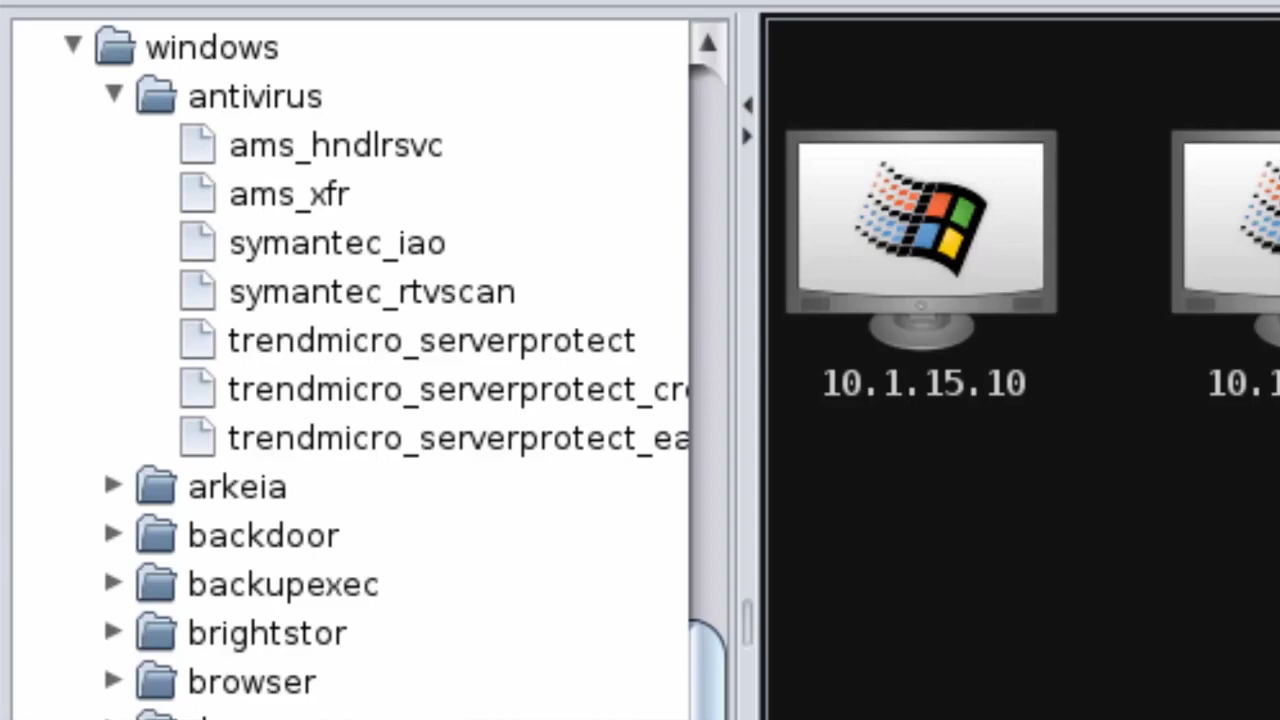 windows
antivirus
ams_hndlrsvc
ams_xfr
symantec_iao
symantec_rtvscan
trendmicro_serverprotect
trendmicro_serverprotect_cr
trendmicro_serverprotect_ea
arkeia
backdoor
backupexec
brightstor
browser
10.1.15.10
10.1